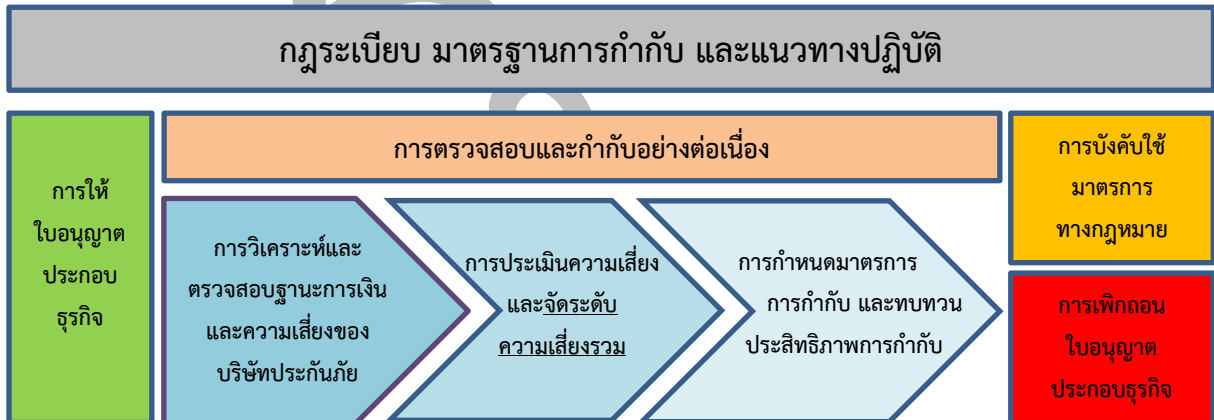 กฎระเบียบ มาตรฐานการกำกับ และแนวทางปฏิบัติ
การให้
ใบอนุญาต
ประกอบ
ธุรกิจ
การตรวจสอบและกำกับอย่างต่อเนื่อง
การวิเคราะห์และ
ตรวจสอบฐานะการเงิน
และความเสี่ยงของ
บริษัทประกันภัย
การประเมินความเสี่ยง
และจัดระดับ
ความเสี่ยงรวม
การกำหนดมาตรการ
การกำกับ และทบทวน
ประสิทธิภาพการกำกับ
การบังคับใช้
มาตรการ
ทางกฎหมาย
การเพิกถอน
ใบอนุญาต
ประกอบธุรกิจ